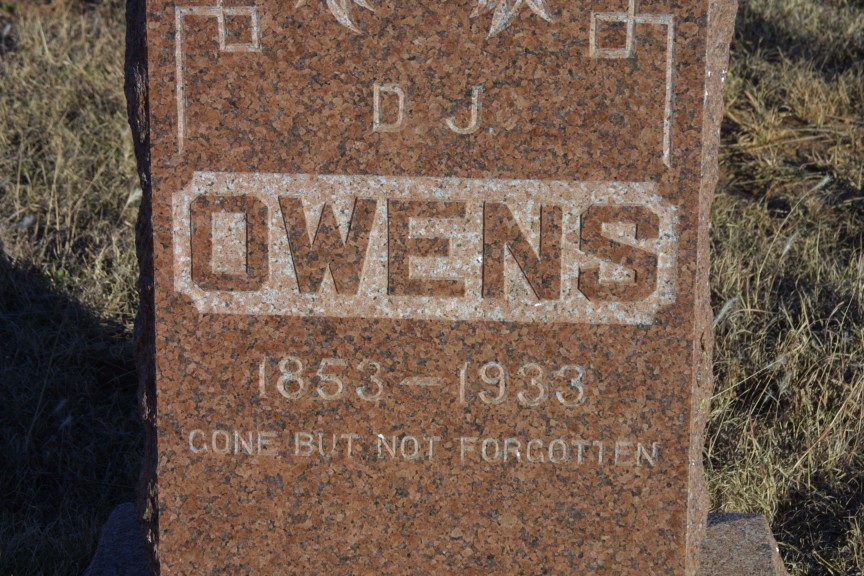 D. J.
OWENS
1853 — 1933
GONE BUT NOT FORGOTTEN